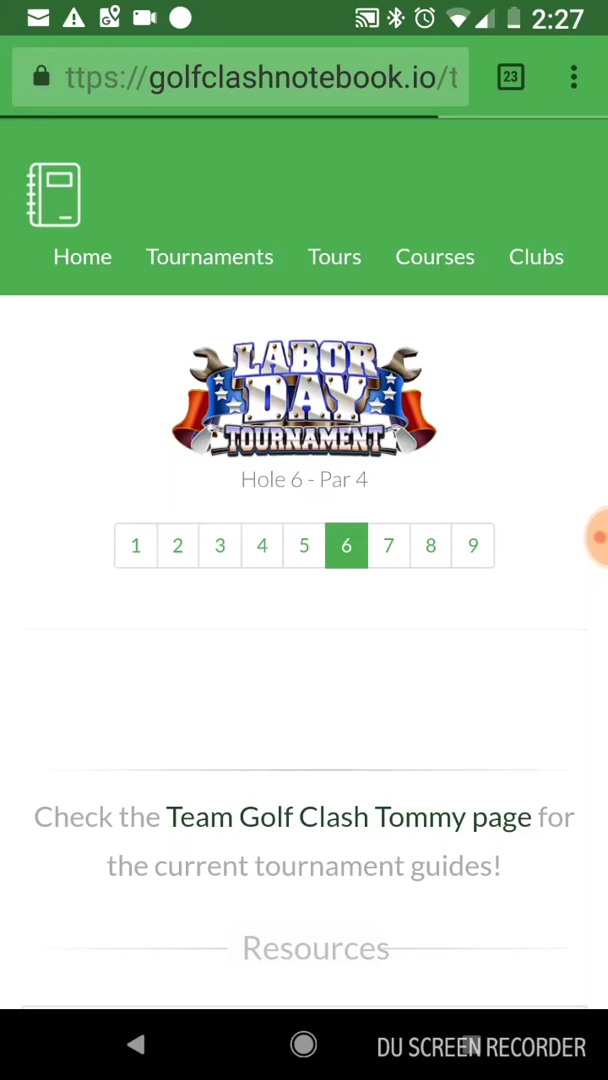 2:27
ttps://golfclashnotebook.io/t
23
Home Tournaments Tours Courses Clubs
LABOR
DAY
TOURNAMENT
Hole 6 - Par 4
1 2 3 4 5 6 7 8 9
Check the Team Golf Clash Tommy page for
the current tournament guides!
Resources
DU SCREEN RECORDER